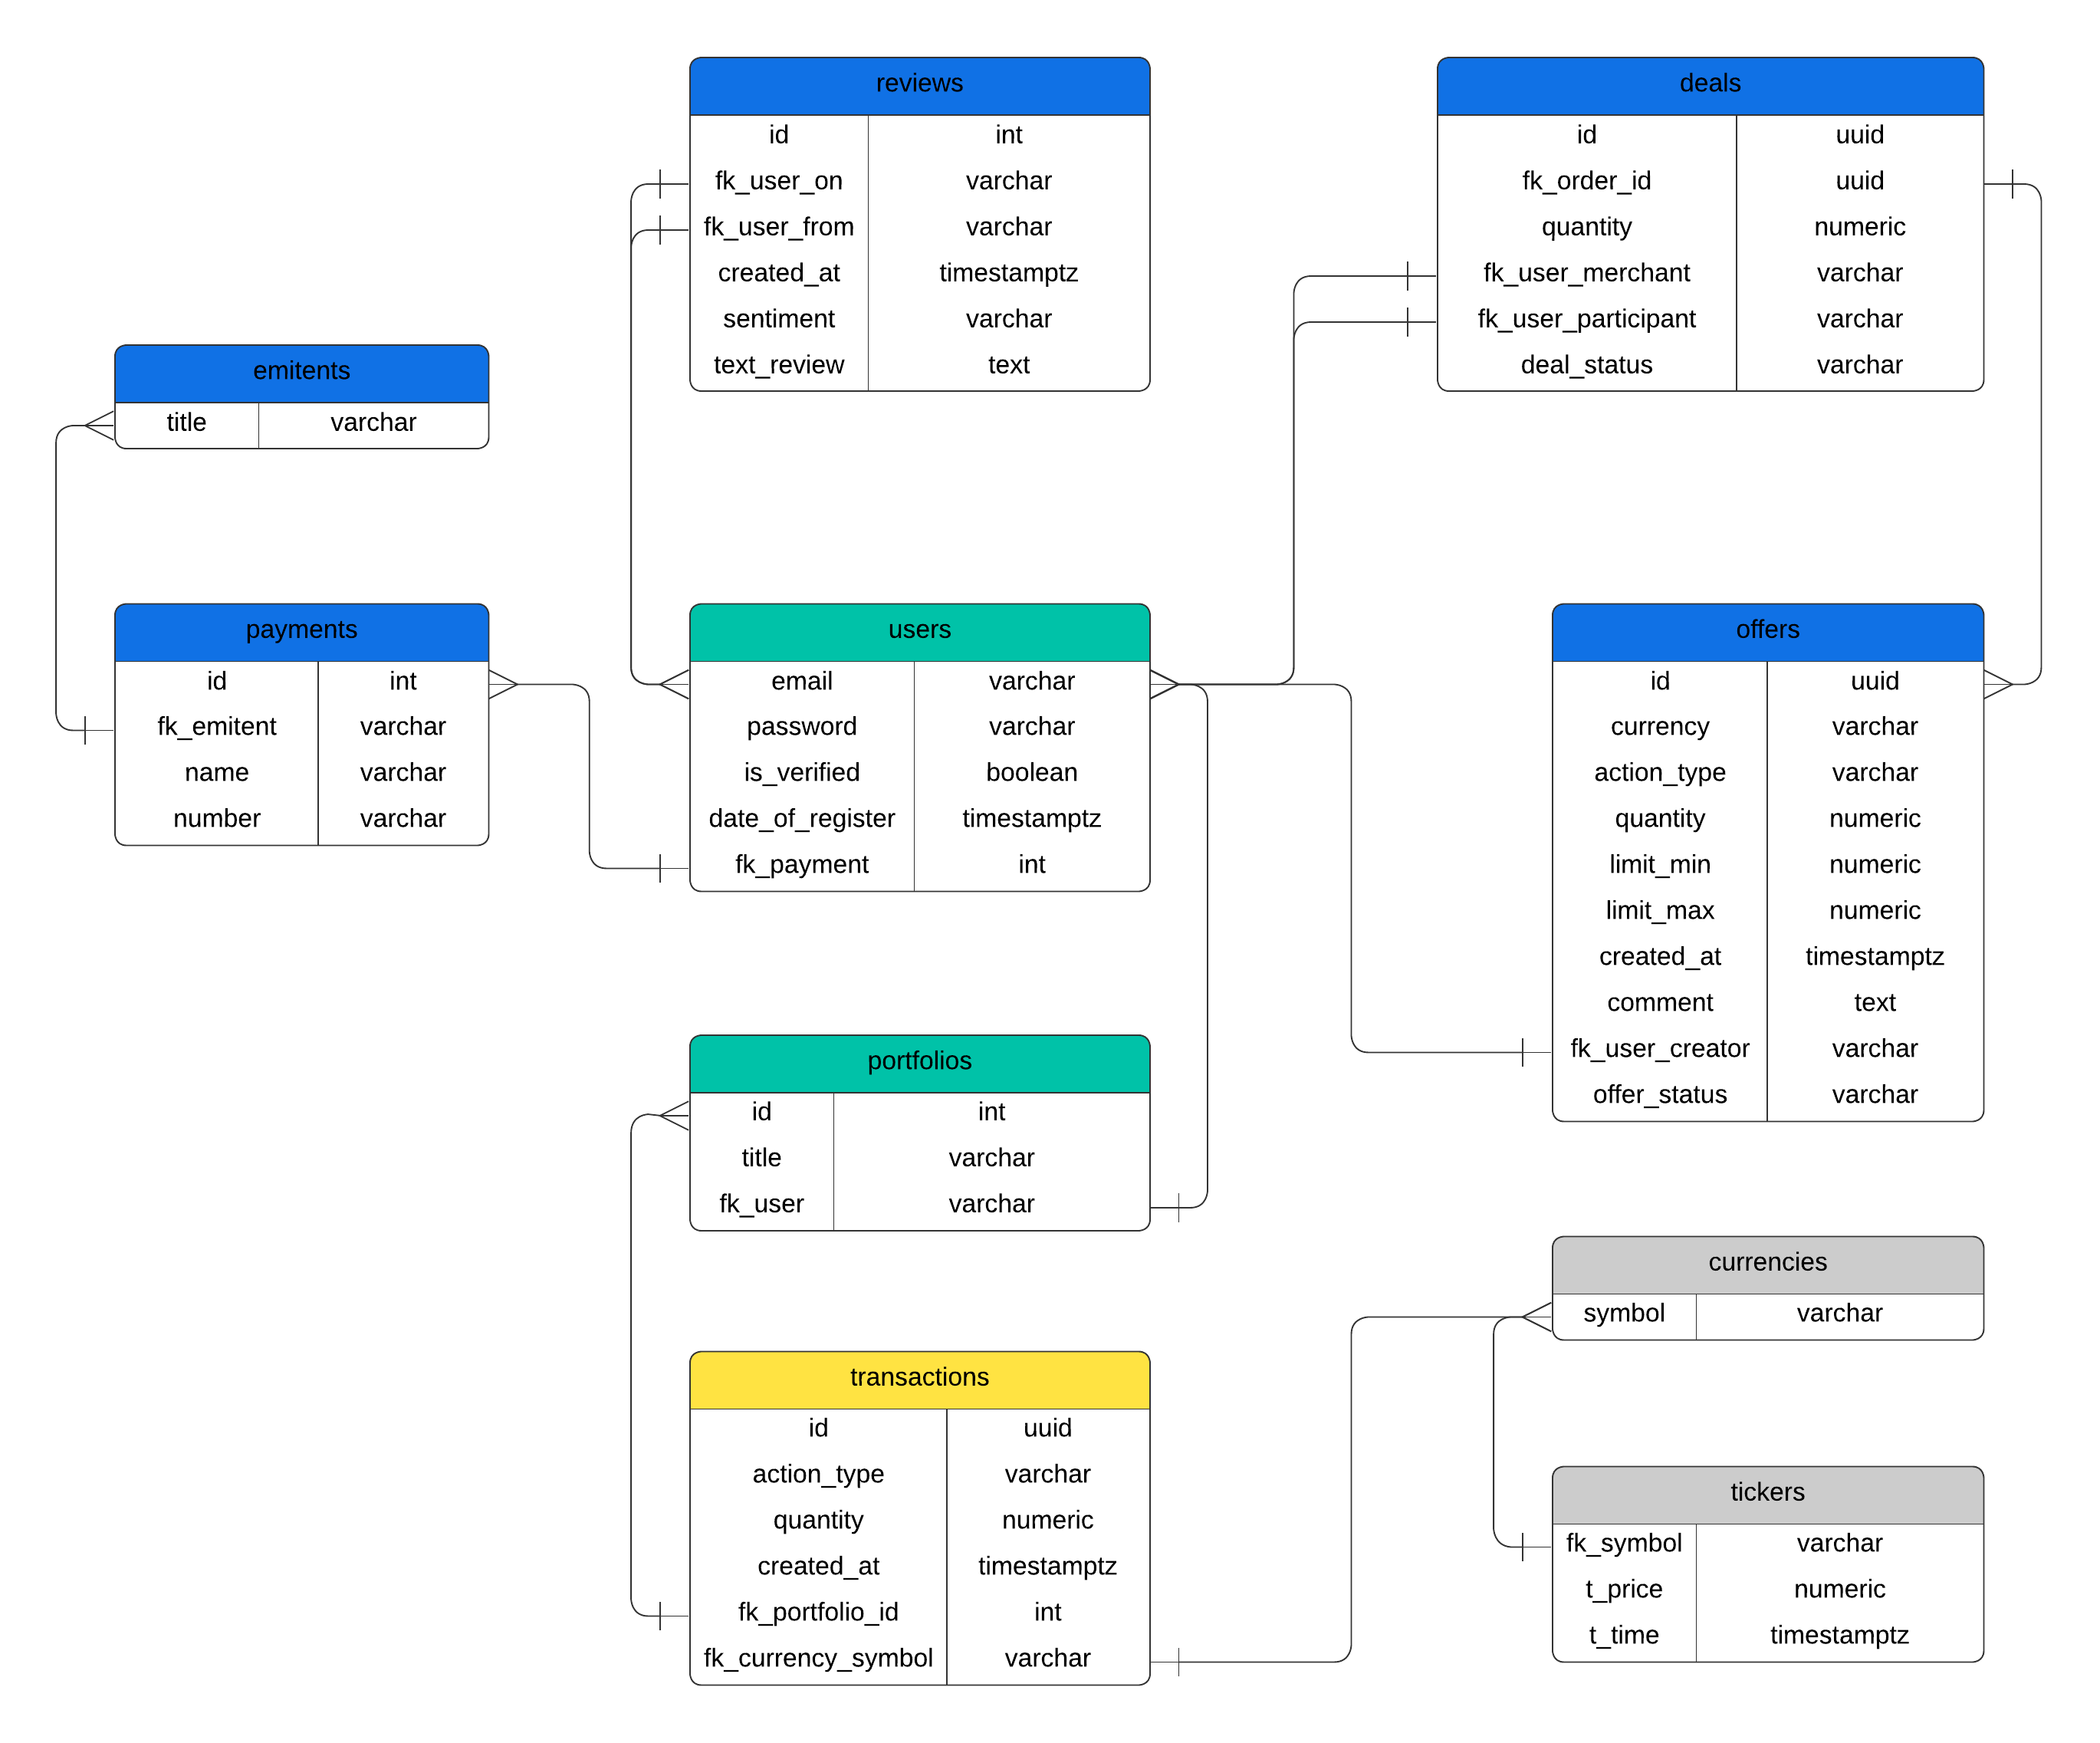 reviews
id int
fk_user_on varchar
fk_user_from varchar
created_at timestamptz
sentiment varchar
text_review text
deals
id uuid
fk_order_id uuid
quantity numeric
fk_user_merchant varchar
fk_user_participant varchar
deal_status varchar
emitents
title varchar
payments
id int
fk_emitent varchar
name varchar
number varchar
users
email varchar
password varchar
is_verified boolean
date_of_register timestamptz
fk_payment int
offers
id uuid
currency varchar
action_type varchar
quantity numeric
limit_min numeric
limit_max numeric
created_at timestamptz
comment text
fk_user_creator varchar
offer_status varchar
portfolios
id int
title varchar
fk_user varchar
currencies
symbol varchar
transactions
id uuid
action_type varchar
quantity numeric
created_at timestamptz
fk_portfolio_id int
fk_currency_symbol varchar
tickers
fk_symbol varchar
t_price numeric
t_time timestamptz